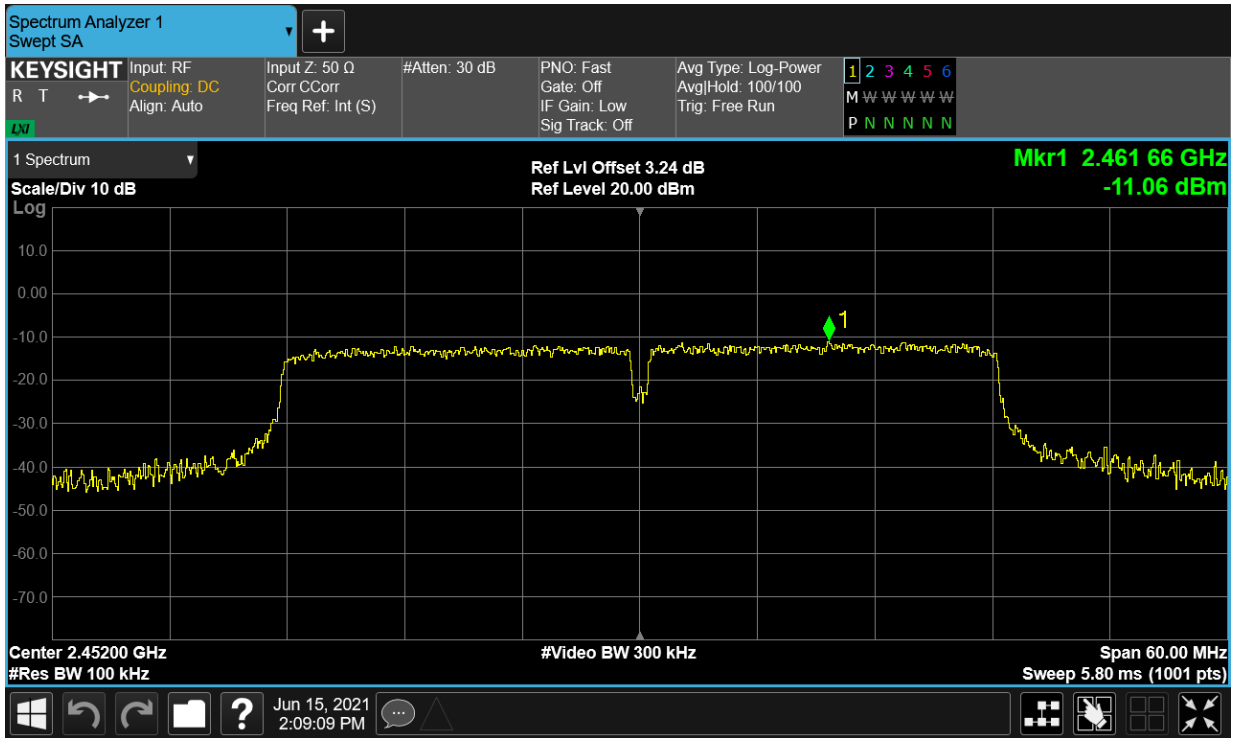 Spectrum Analyzer 1
Swept SA
KEYSIGHT
R T
LXI
Input: RF
Coupling: DC
Align: Auto
Input Z: 50 Ω
Corr CCorr
Freq Ref: Int (S)
#Atten: 30 dB
PNO: Fast
Gate: Off
IF Gain: Low
Sig Track: Off
Avg Type: Log-Power
Avg|Hold: 100/100
Trig: Free Run
1 2 3 4 5 6
M W W W W W
P N N N N N
1 Spectrum
Scale/Div 10 dB
Log
Ref Lvl Offset 3.24 dB
Ref Level 20.00 dBm
Mkr1 2.461 66 GHz
-11.06 dBm
10.0
0.00
-10.0
-20.0
-30.0
-40.0
-50.0
-60.0
-70.0
1
Center 2.45200 GHz
#Res BW 100 kHz
#Video BW 300 kHz
Span 60.00 MHz
Sweep 5.80 ms (1001 pts)
?
Jun 15, 2021
2:09:09 PM